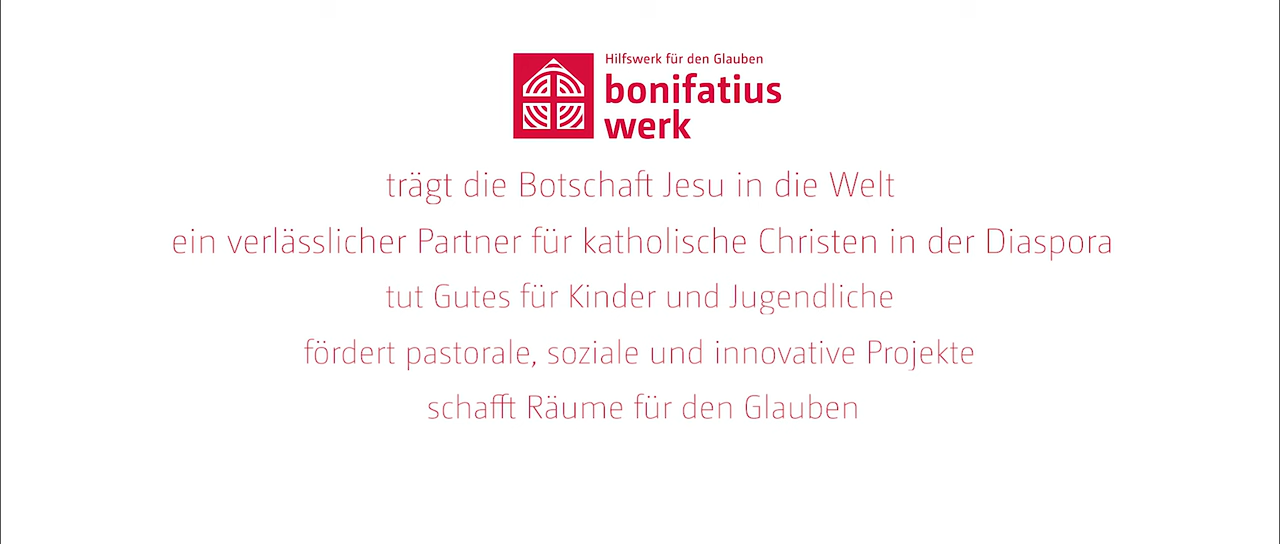 Hilfswerk für den Glauben
bonifatius
werk
trägt die Botschaft Jesu in die Welt
ein verlässlicher Partner für katholische Christen in der Diaspora
tut Gutes für Kinder und Jugendliche
fördert pastorale, soziale und innovative Projekte
schafft Räume für den Glauben